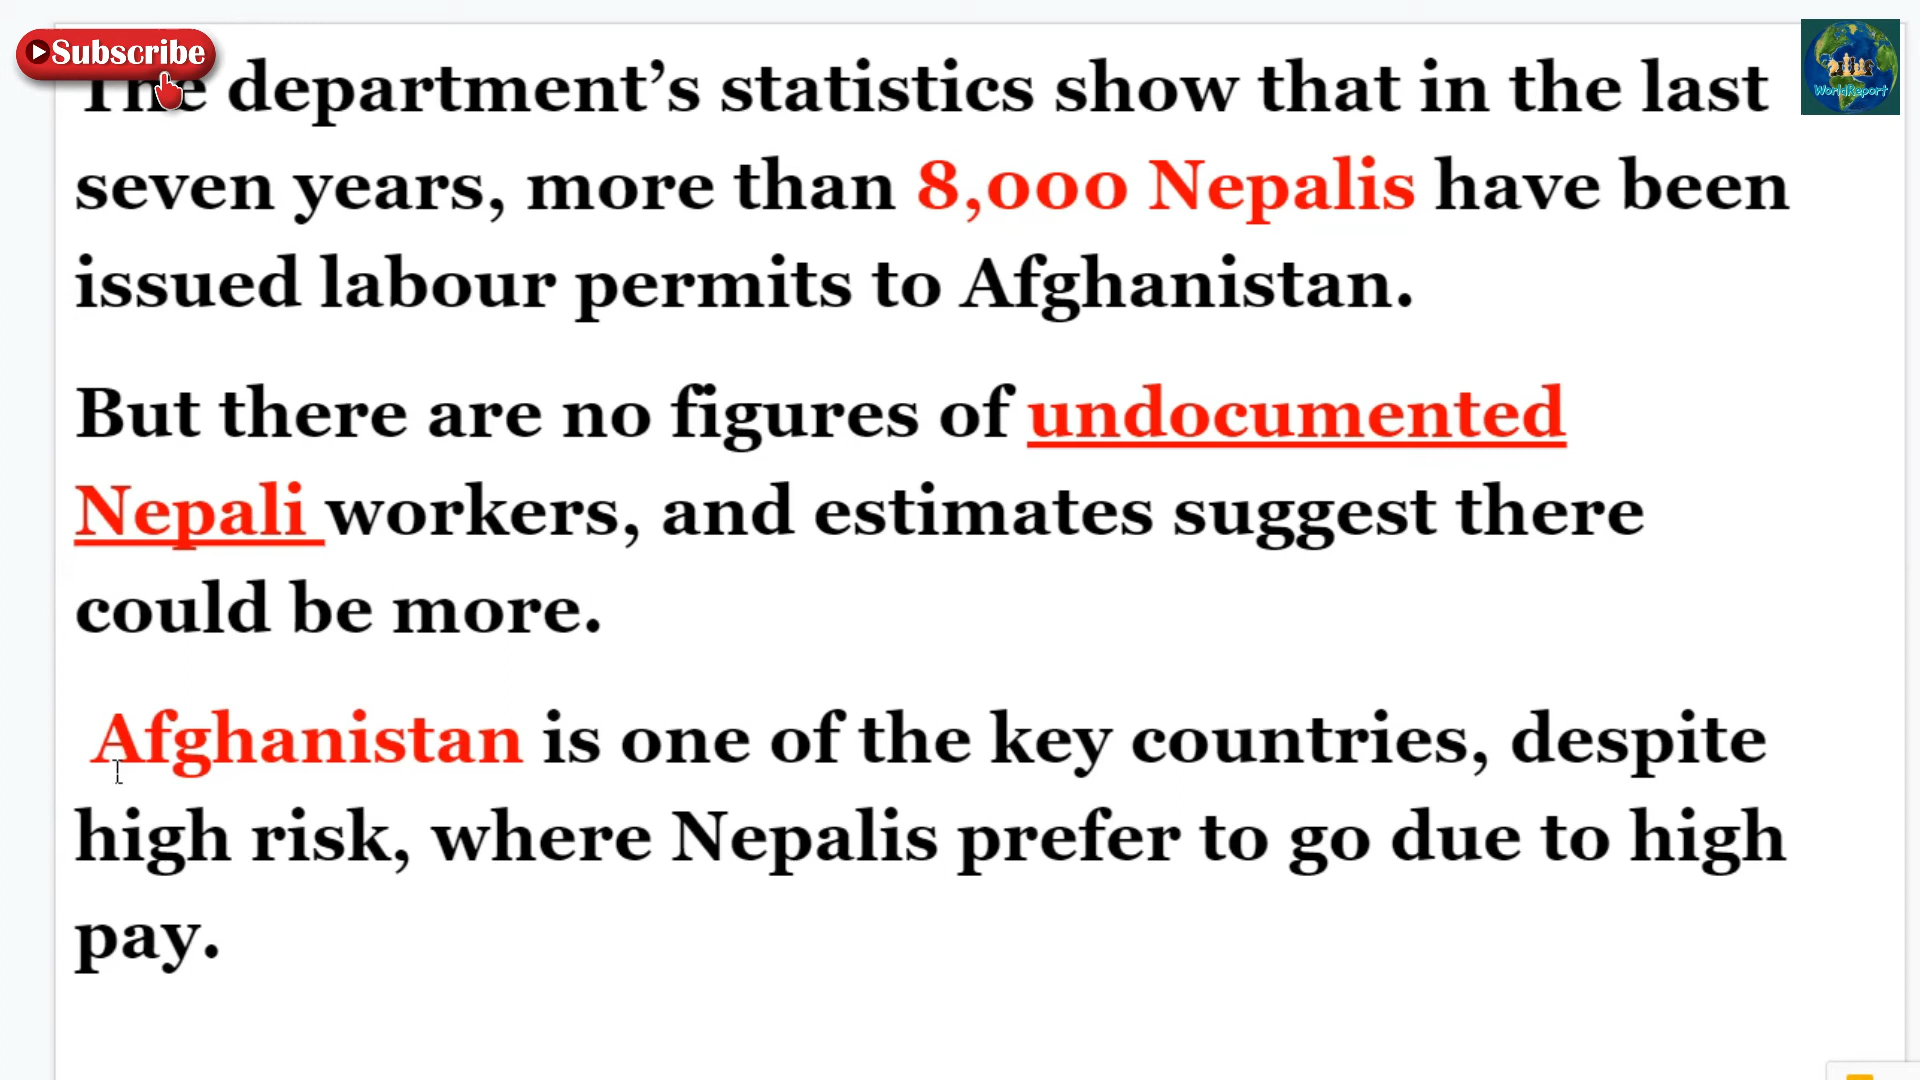 Subscribe
The department’s statistics show that in the last
seven years, more than 8,000 Nepalis have been
issued labour permits to Afghanistan.
But there are no figures of undocumented
Nepali workers, and estimates suggest there
could be more.
Afghanistan is one of the key countries, despite
high risk, where Nepalis prefer to go due to high
pay.
WorldReport